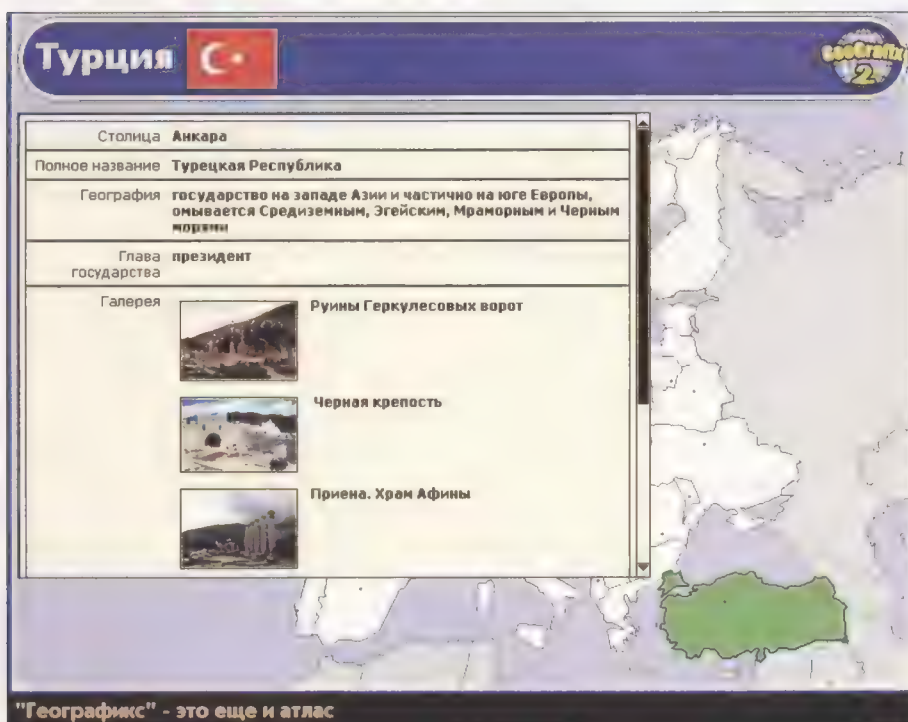 Турция
GeoGrafix 2
Столица Анкара
Полное название Турецкая Республика
География государство на западе Азии и частично на юге Европы,
омывается Средиземным, Эгейским, Мраморным и Черным
морями
Глава государства президент
Галерея
Руины Геркулесовых ворот
Черная крепость
Приена. Храм Афины
"Географикс" - это еще и атлас